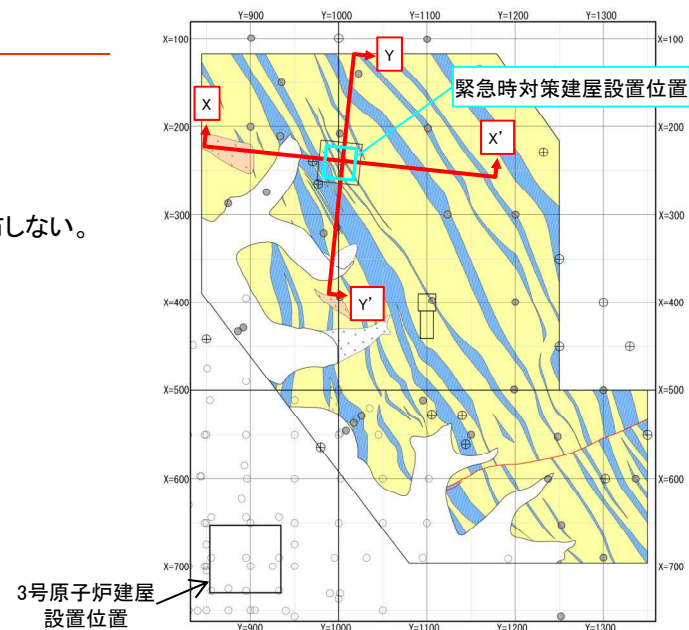 Y=900 Y=1000 Y=1100 Y=1200 Y=1300
X=100 X=100
Y
緊急時対策建屋設置位置
X
X=200 X=200
X’
しない。
X=300 X=300
Y’
X=400 X=400
X=500 X=500
X=600 X=600
X=700 X=700
3号原子炉建屋
設置位置
Y=900 Y=1000 Y=1100 Y=1200 Y=1300